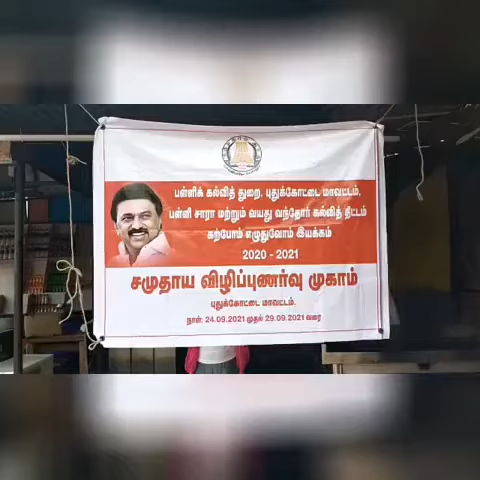 பள்ளிக் கல்வித் துறை, புதுக்கோட்டை மாவட்டம்,
பள்ளி சாரா மற்றும் வயது வந்தோர் கல்வித் திட்டம்
கற்போம் எழுதுவோம் இயக்கம்
2020 - 2021
சமுதாய விழிப்புணர்வு முகாம்
புதுக்கோட்டை மாவட்டம்.
நாள்: 24.09.2021 முதல் 29.09.2021 வரை